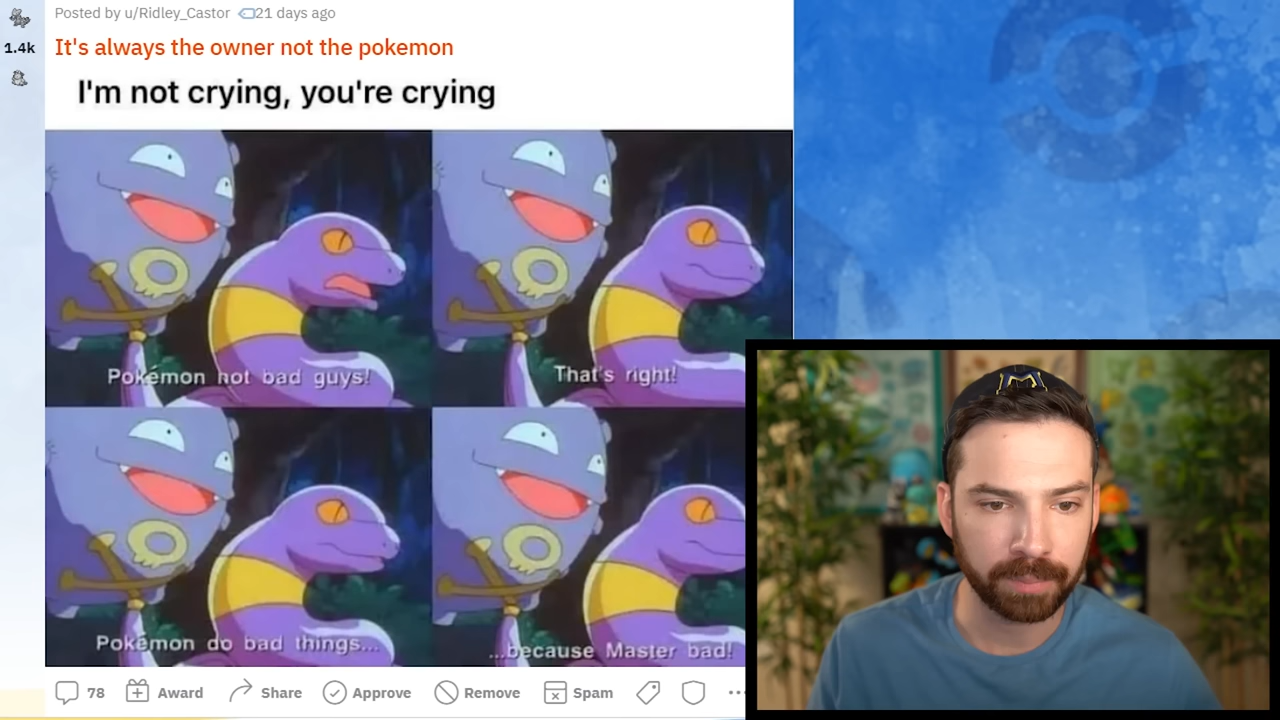 Posted by u/Ridley_Castor 21 days ago
1.4k
It's always the owner not the pokemon
I'm not crying, you're crying
Pokémon not bad guys!
That's right!
Pokémon do bad things...
...because Master bad!
78 Award Share Approve Remove Spam ...
M